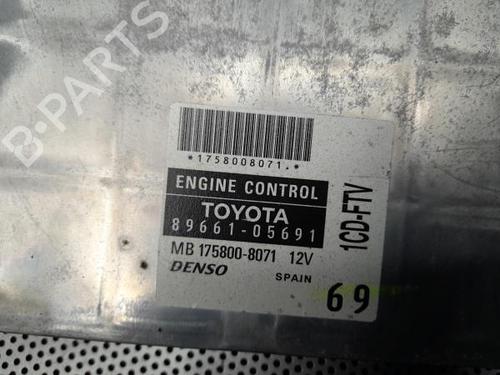 B-PARTS
*1758008071.*
ENGINE CONTROL
TOYOTA
89661-05691
MB 175800-8071 12V
DENSO SPAIN
1CD-FTV
69